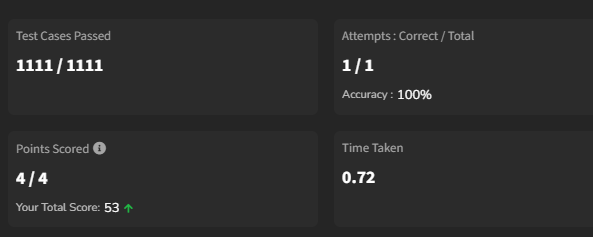 Test Cases Passed
1111 / 1111
Attempts : Correct / Total
1 / 1
Accuracy : 100%
Points Scored
4 / 4
Your Total Score: 53
Time Taken
0.72